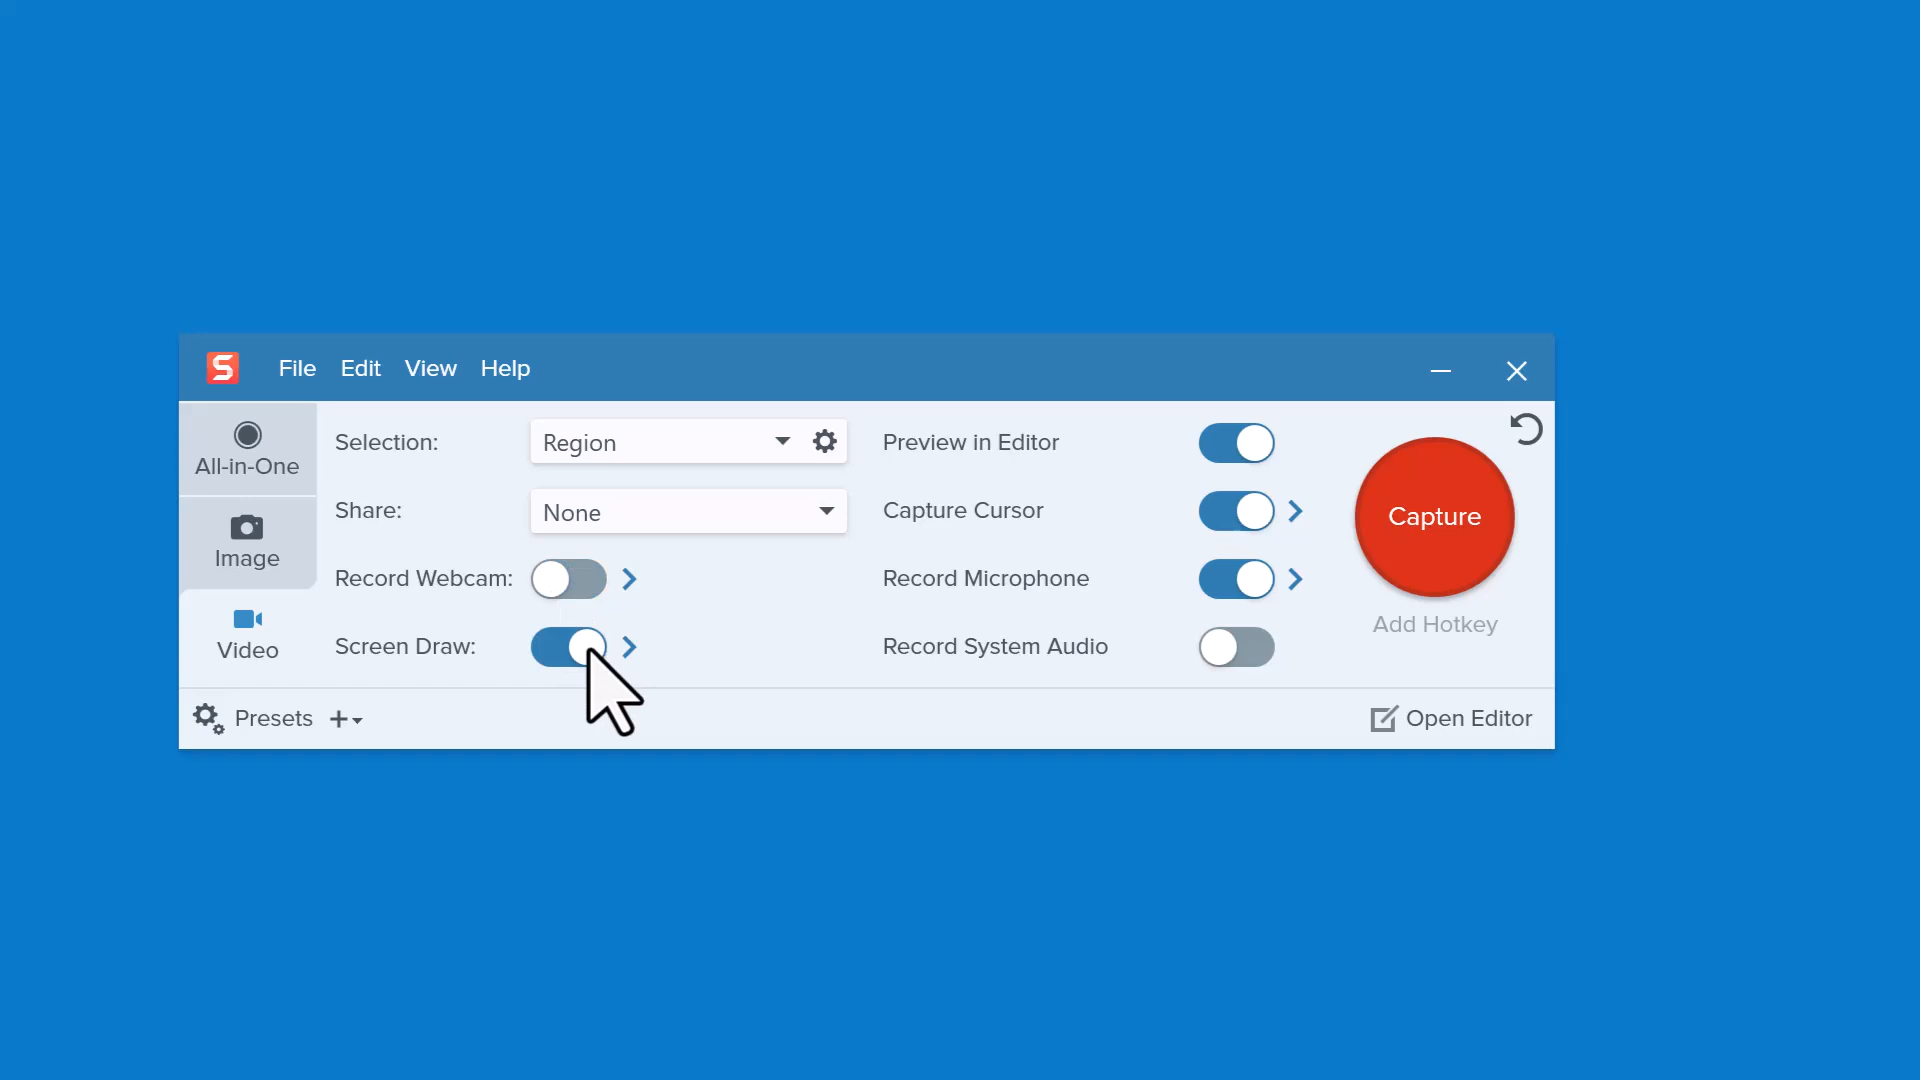 File Edit View Help
All-in-One
Image
Video
Selection: Region
Share: None
Record Webcam:
Screen Draw:
Preview in Editor
Capture Cursor
Record Microphone
Record System Audio
Capture
Add Hotkey
Presets
Open Editor